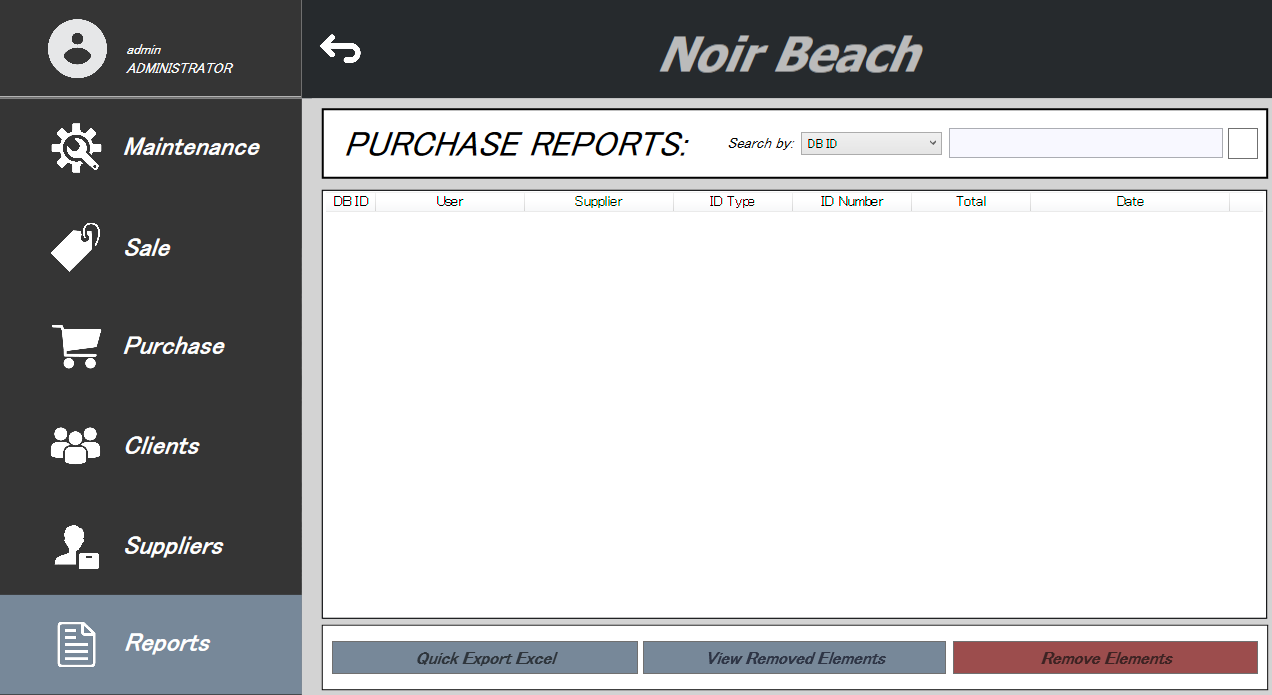 admin
ADMINISTRATOR
Noir Beach
Maintenance
Sale
Purchase
Clients
Suppliers
Reports
PURCHASE REPORTS: Search by: DB ID
DB ID User Supplier ID Type ID Number Total Date
Quick Export Excel View Removed Elements Remove Elements